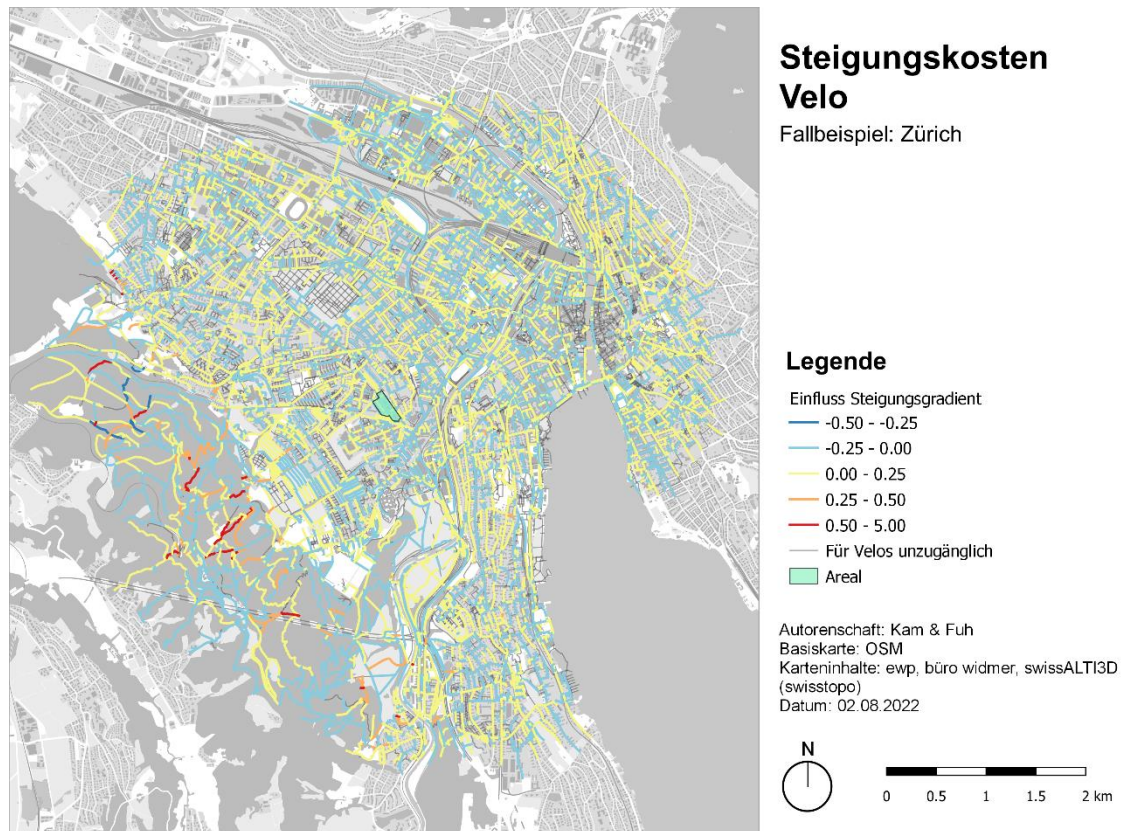 Steigungskosten
Velo
Fallbeispiel: Zürich
Legende
Einfluss Steigungsgradient
-0.50 - -0.25
-0.25 - 0.00
0.00 - 0.25
0.25 - 0.50
0.50 - 5.00
Für Velos unzugänglich
Areal
Autorenschaft: Kam & Fuh
Basiskarte: OSM
Karteninhalte: ewp, büro widmer, swissALTI3D
(swisstopo)
Datum: 02.08.2022
N
0 0.5 1 1.5 2 km